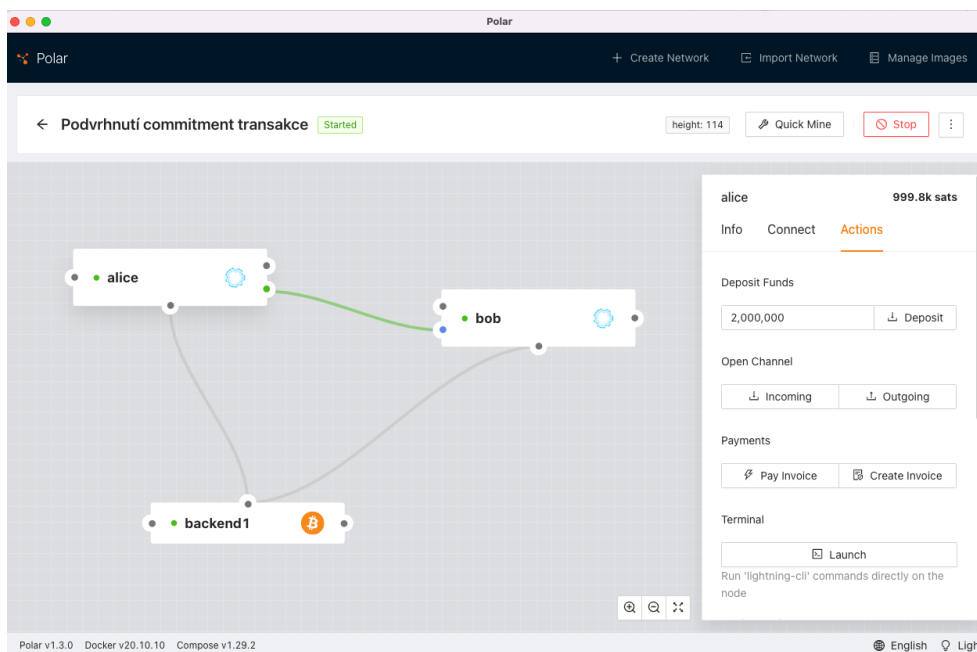 Polar
Polar
Create Network
Import Network
Manage Images
Podvrhnutí commitment transakce
Started
height: 114
Quick Mine
Stop
alice
999.8k sats
Info
Connect
Actions
Deposit Funds
2,000,000
Deposit
Open Channel
Incoming
Outgoing
Payments
Pay Invoice
Create Invoice
Terminal
Launch
Run 'lightning-cli' commands directly on the
node
alice
bob
backend1
Polar v1.3.0
Docker v20.10.10
Compose v1.29.2
English
Ligh